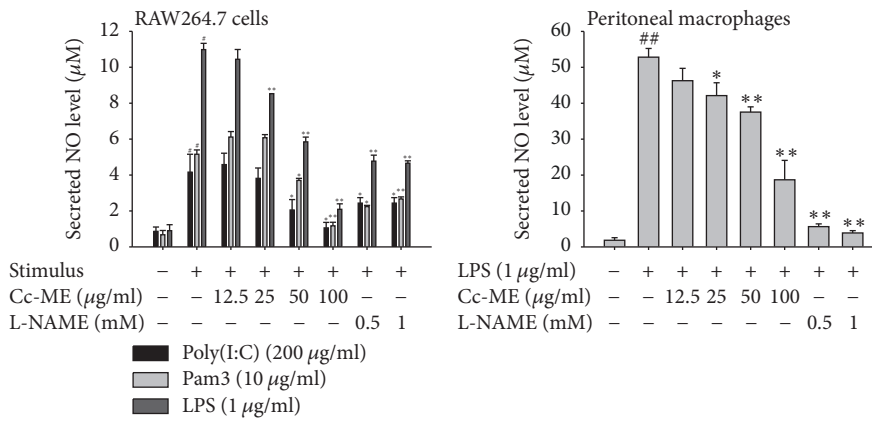 RAW264.7 cells
12
10
8
6
4
2
0
Secreted NO level (μM)
# # #
** * * ** * ** ** * * ** * ** **
Stimulus − + + + + + + +
Cc-ME (μg/ml) − − 12.5 25 50 100 − −
L-NAME (mM) − − − − − − 0.5 1
Poly(I:C) (200 μg/ml)
Pam3 (10 μg/ml)
LPS (1 μg/ml)
Peritoneal macrophages
60
50
40
30
20
10
0
Secreted NO level (μM)
##
*
**
**
**
**
LPS (1 μg/ml) − + + + + + + +
Cc-ME (μg/ml) − − 12.5 25 50 100 − −
L-NAME (mM) − − − − − − 0.5 1